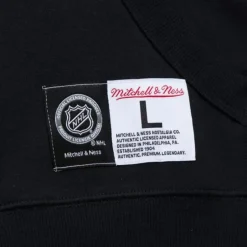 NHL
© NHL
Mitchell & Ness
Mitchell & Ness
L
MITCHELL & NESS NOSTALGIA CO.
AUTHENTIC LICENSED APPAREL
DESIGNED IN PHILADELPHIA, PA
ESTABLISHED 1904
AUTHENTIC. PREMIUM. LEGENDARY.